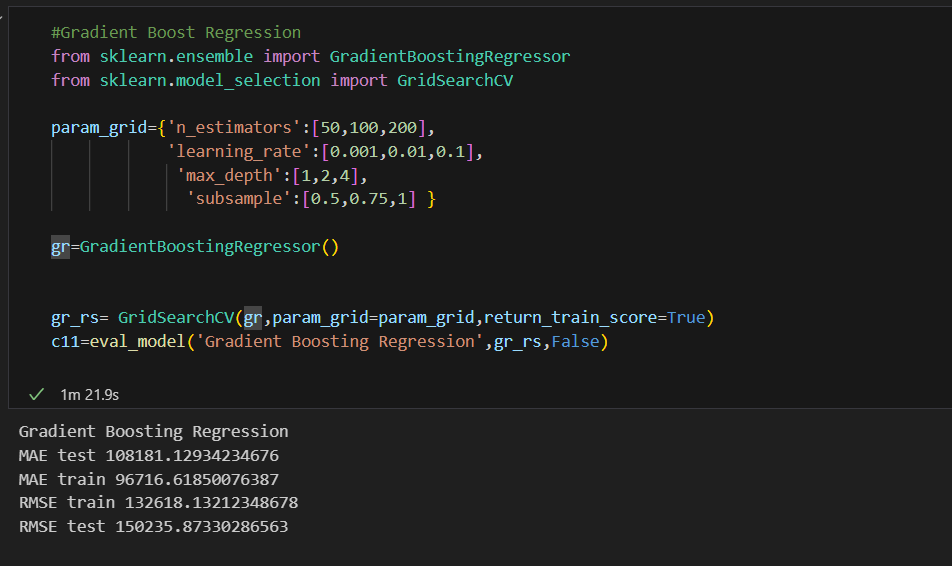 #Gradient Boost Regression
from sklearn.ensemble import GradientBoostingRegressor
from sklearn.model_selection import GridSearchCV
param_grid={'n_estimators':[50,100,200],
'learning_rate':[0.001,0.01,0.1],
'max_depth':[1,2,4],
'subsample':[0.5,0.75,1] }
gr=GradientBoostingRegressor()
gr_rs= GridSearchCV(gr,param_grid=param_grid,return_train_score=True)
c11=eval_model('Gradient Boosting Regression',gr_rs,False)
1m 21.9s
Gradient Boosting Regression
MAE test 108181.12934234676
MAE train 96716.61850076387
RMSE train 132618.13212348678
RMSE test 150235.87330286563